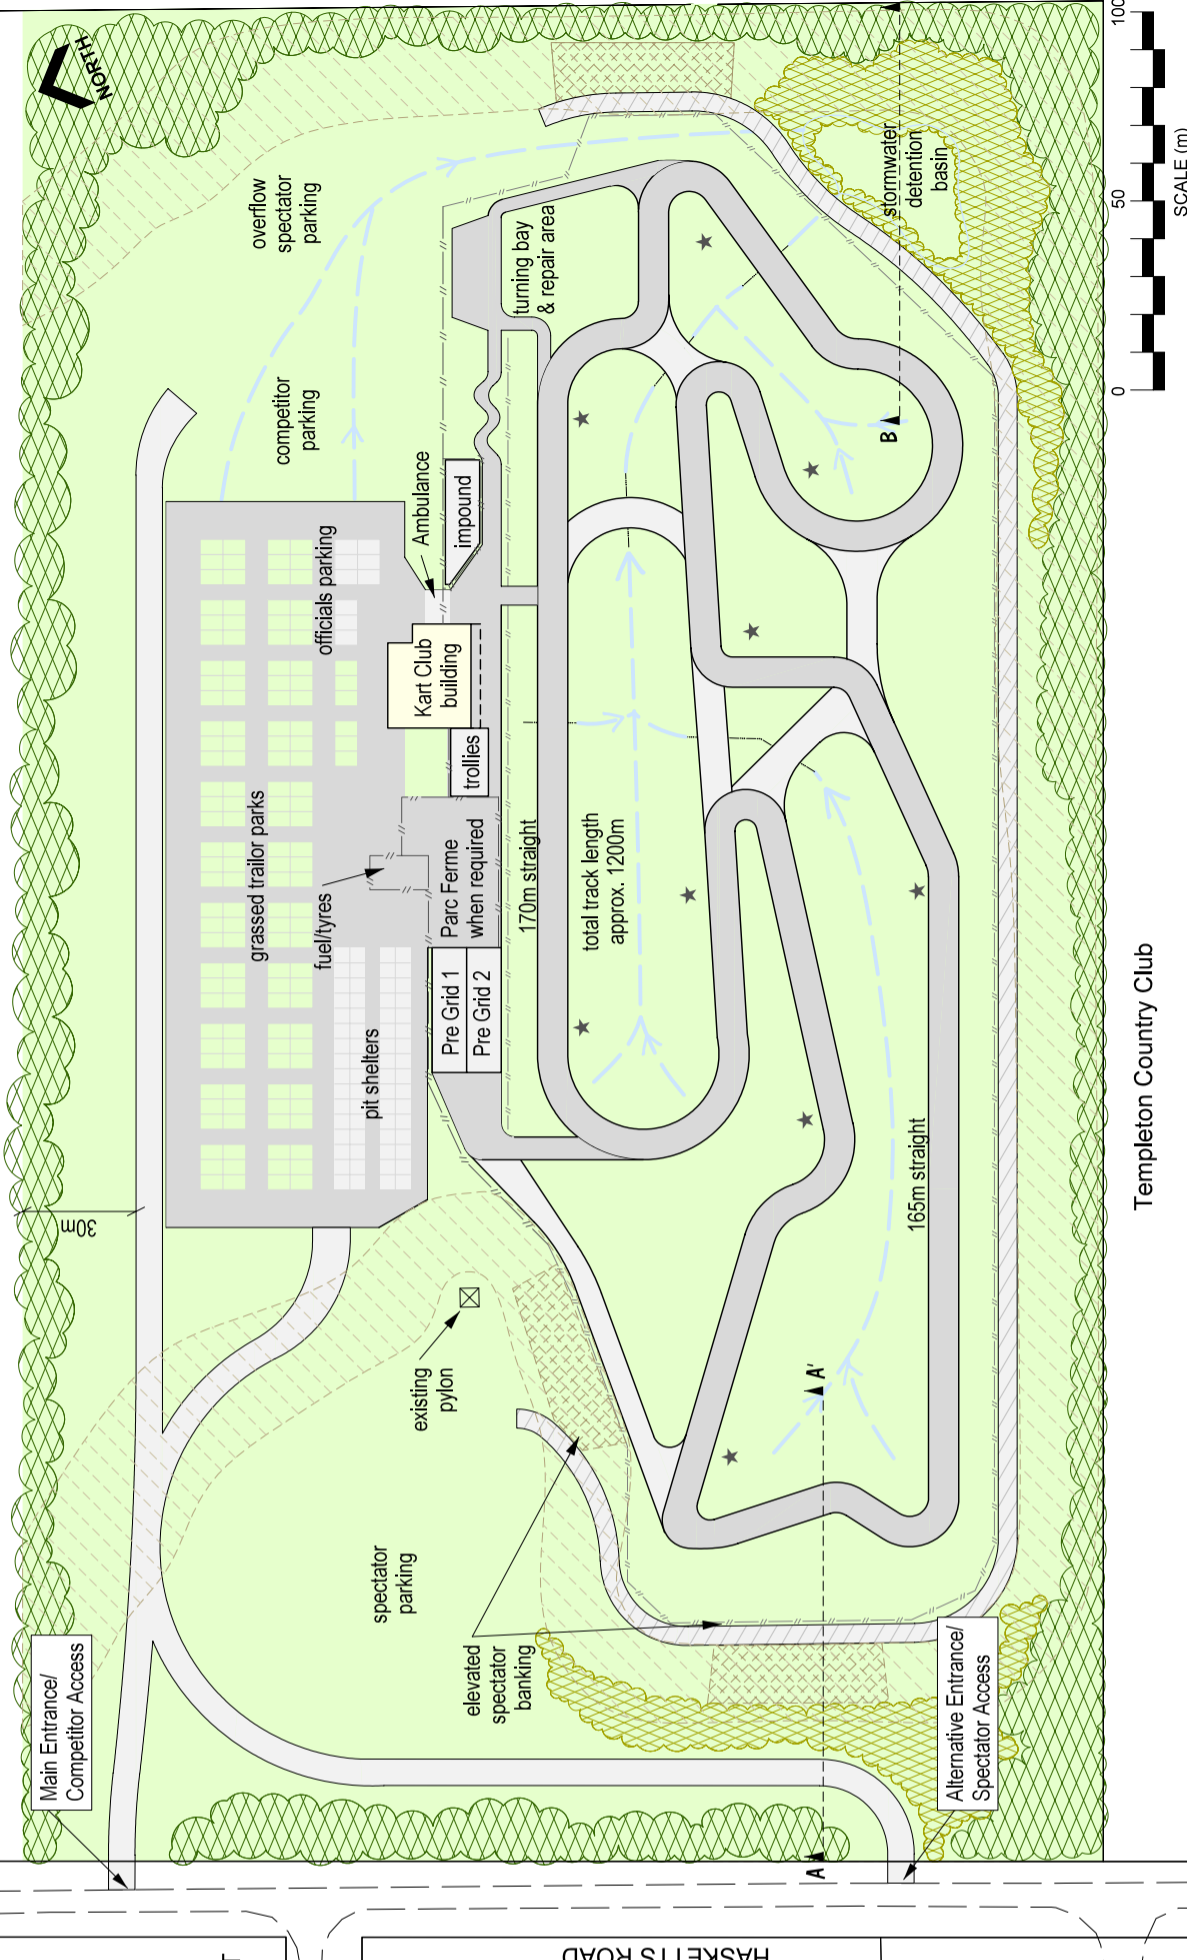 NORTH
overflow
spectator
parking
competitor
parking
turning bay
& repair area
stormwater
detention
basin
100
50
0
SCALE (m)
B
Ambulance
impound
officials parking
Kart Club
building
trollies
grassed trailor parks
fuel/tyres
Parc Ferme
when required
170m straight
total track length
approx. 1200m
Pre Grid 1
Pre Grid 2
pit shelters
30m
165m straight
Templeton Country Club
existing
pylon
A'
spectator
parking
elevated
spectator
banking
Main Entrance/
Competitor Access
Alternative Entrance/
Spectator Access
A
HASKETTS ROAD